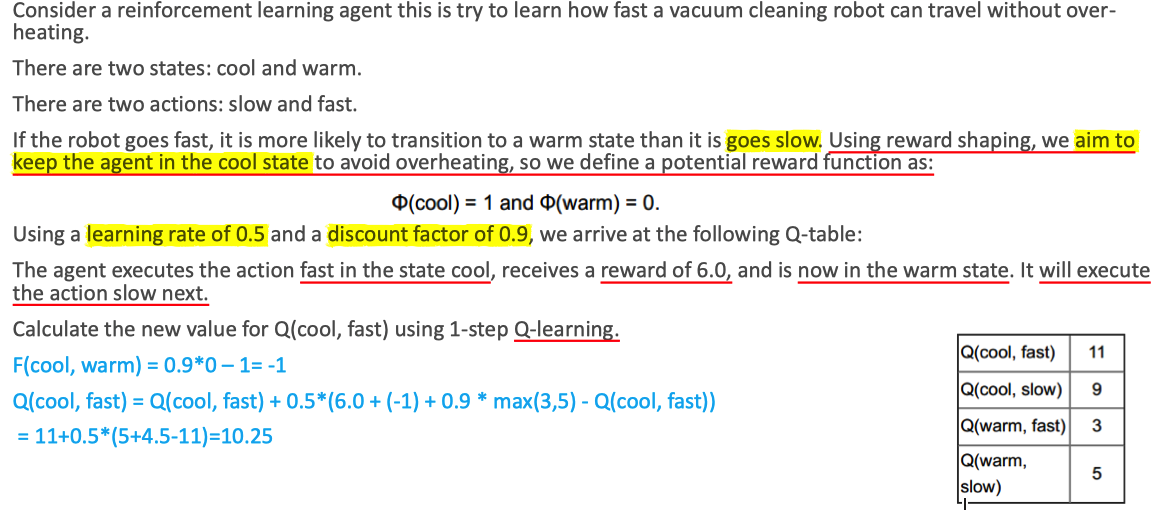 Consider a reinforcement learning agent this is try to learn how fast a vacuum cleaning robot can travel without over-
heating.
There are two states: cool and warm.
There are two actions: slow and fast.
If the robot goes fast, it is more likely to transition to a warm state than it is goes slow. Using reward shaping, we aim to
keep the agent in the cool state to avoid overheating, so we define a potential reward function as:
Φ(cool) = 1 and Φ(warm) = 0.
Using a learning rate of 0.5 and a discount factor of 0.9, we arrive at the following Q-table:
The agent executes the action fast in the state cool, receives a reward of 6.0, and is now in the warm state. It will execute
the action slow next.
Calculate the new value for Q(cool, fast) using 1-step Q-learning.
F(cool, warm) = 0.9*0 – 1= -1
Q(cool, fast) = Q(cool, fast) + 0.5*(6.0 + (-1) + 0.9 * max(3,5) - Q(cool, fast))
= 11+0.5*(5+4.5-11)=10.25
Q(cool, fast) 11
Q(cool, slow) 9
Q(warm, fast) 3
Q(warm,
slow) 5